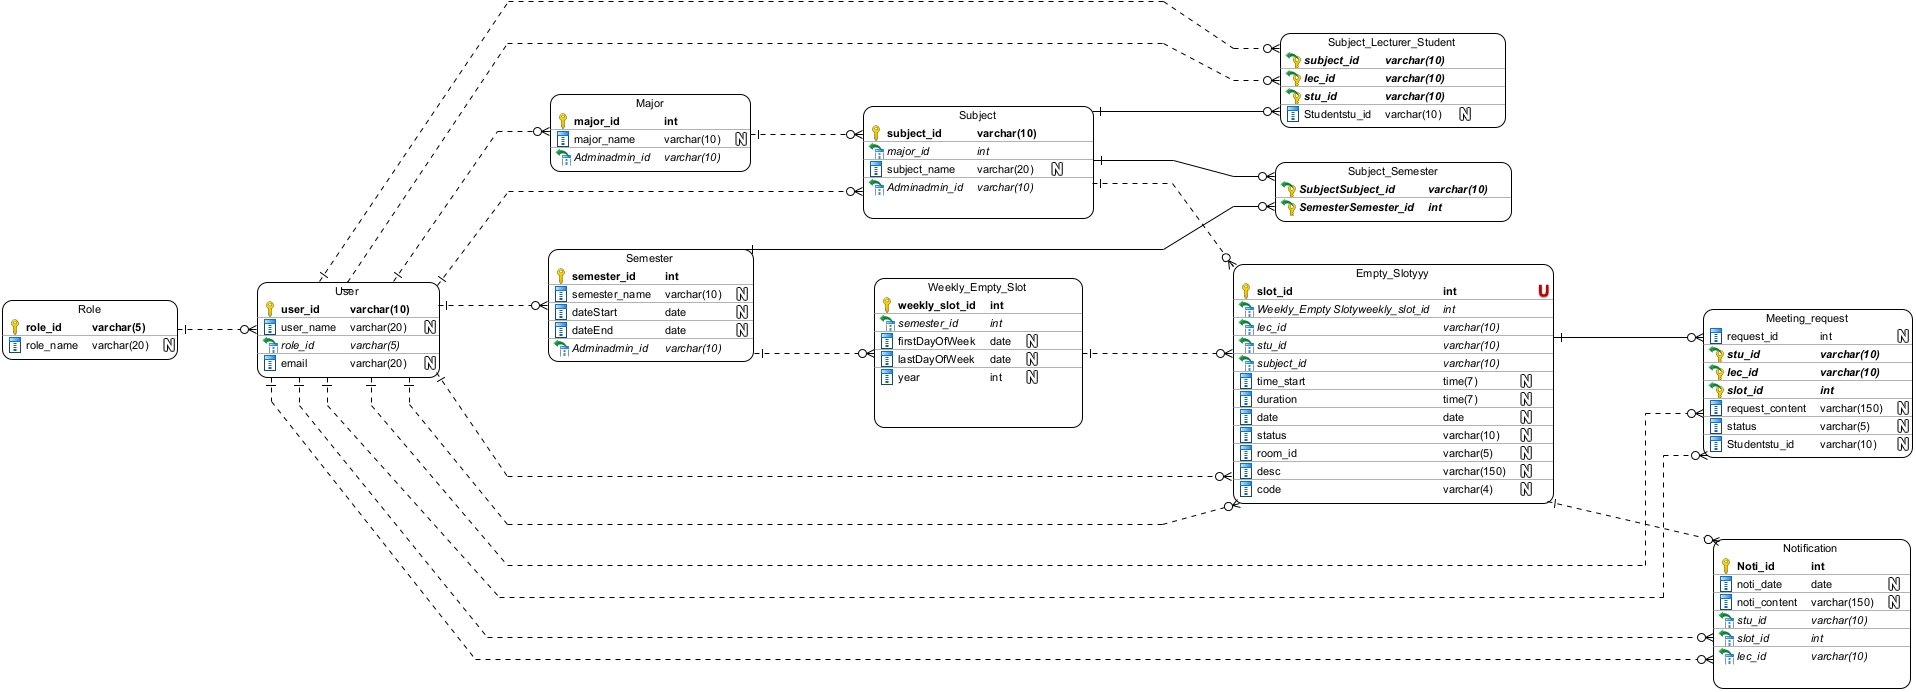 Role
role_id varchar(5)
role_name varchar(20) N
User
user_id varchar(10)
user_name varchar(20) N
role_id varchar(5)
email varchar(20) N
Major
major_id int
major_name varchar(10) N
Adminadmin_id varchar(10)
Semester
semester_id int
semester_name varchar(10) N
dateStart date N
dateEnd date N
Adminadmin_id varchar(10)
Subject
subject_id varchar(10)
major_id int
subject_name varchar(20) N
Adminadmin_id varchar(10)
Weekly_Empty_Slot
weekly_slot_id int
semester_id int
firstDayOfWeek date N
lastDayOfWeek date N
year int N
Subject_Lecturer_Student
subject_id varchar(10)
lec_id varchar(10)
stu_id varchar(10)
Studentstu_id varchar(10) N
Subject_Semester
SubjectSubject_id varchar(10)
SemesterSemester_id int
Empty_Slotyyy
slot_id int U
Weekly_Empty Slotyweekly_slot_id int
lec_id varchar(10)
stu_id varchar(10)
subject_id varchar(10)
time_start time(7) N
duration time(7) N
date date N
status varchar(10) N
room_id varchar(5) N
desc varchar(150) N
code varchar(4) N
Meeting_request
request_id int N
stu_id varchar(10)
lec_id varchar(10)
slot_id int
request_content varchar(150) N
status varchar(5) N
Studentstu_id varchar(10) N
Notification
Noti_id int
noti_date date N
noti_content varchar(150) N
stu_id varchar(10)
slot_id int
lec_id varchar(10)